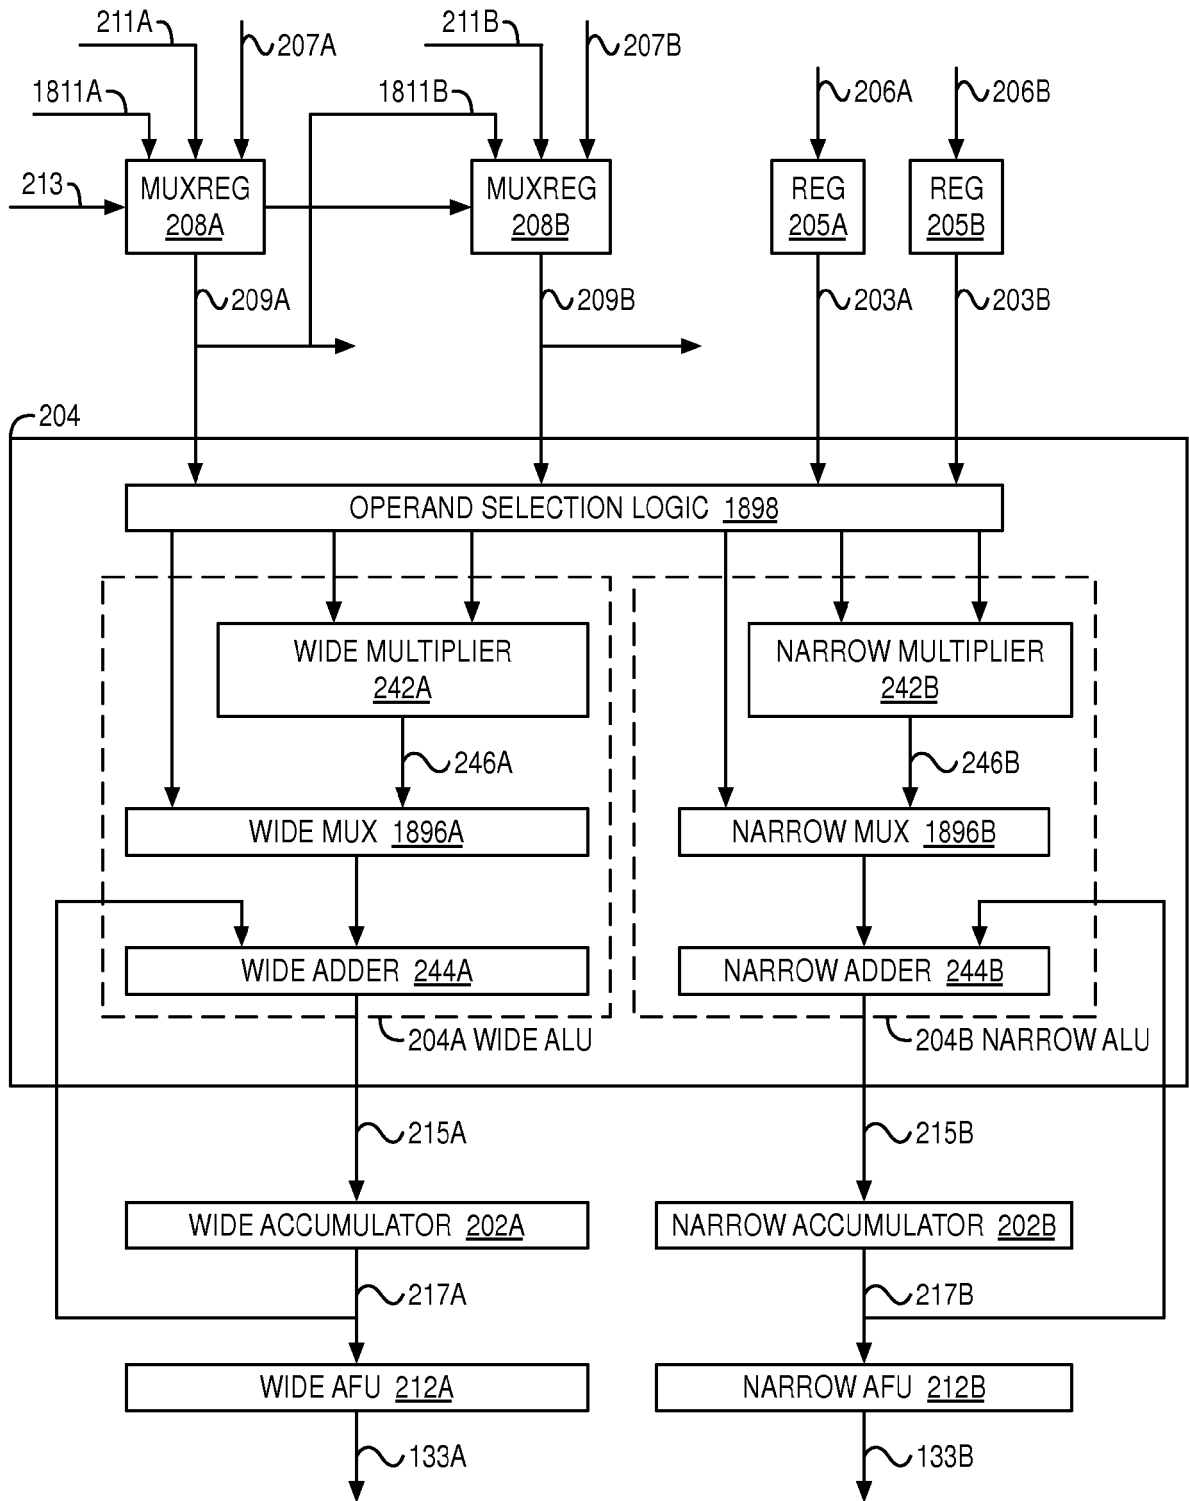 211A
207A
211B
207B
1811A
1811B
206A
206B
213
MUXREG
208A
MUXREG
208B
REG
205A
REG
205B
209A
209B
203A
203B
204
OPERAND SELECTION LOGIC 1898
WIDE MULTIPLIER
242A
NARROW MULTIPLIER
242B
246A
246B
WIDE MUX 1896A
NARROW MUX 1896B
WIDE ADDER 244A
NARROW ADDER 244B
204A WIDE ALU
204B NARROW ALU
215A
215B
WIDE ACCUMULATOR 202A
NARROW ACCUMULATOR 202B
217A
217B
WIDE AFU 212A
NARROW AFU 212B
133A
133B